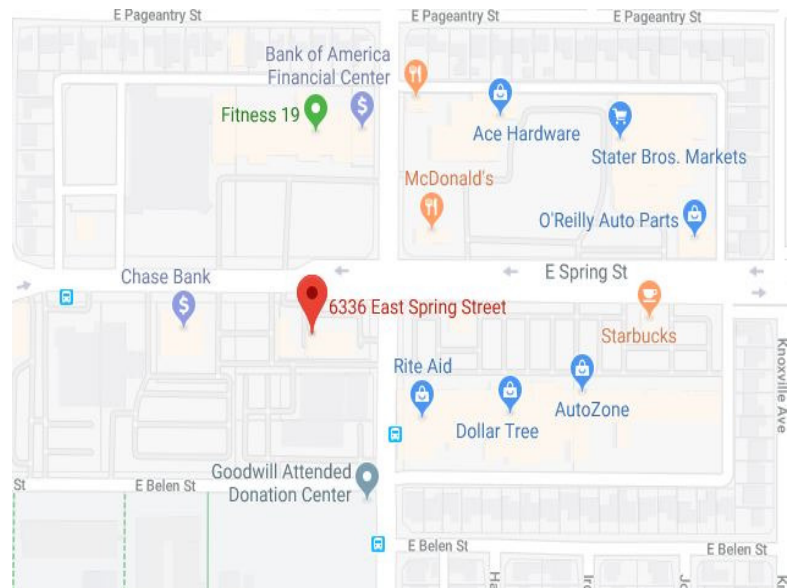 E Pageantry St
E Pageantry St
E Pageantry St
Bank of America
Financial Center
Fitness 19
Ace Hardware
Stater Bros. Markets
McDonald's
O'Reilly Auto Parts
E Spring St
Chase Bank
6336 East Spring Street
Starbucks
Knoxville Ave
Rite Aid
Dollar Tree
AutoZone
Goodwill Attended
Donation Center
St
E Belen St
E Belen St
E Belen St